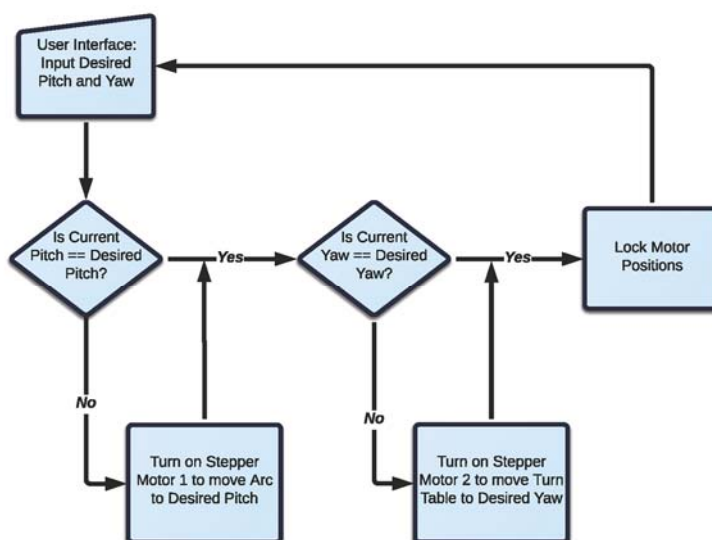 User Interface:
Input Desired
Pitch and Yaw
Is Current
Pitch == Desired
Pitch?
Yes
Is Current
Yaw == Desired
Yaw?
Yes
Lock Motor
Positions
No
Turn on Stepper
Motor 1 to move Arc
to Desired Pitch
No
Turn on Stepper
Motor 2 to move Turn
Table to Desired Yaw